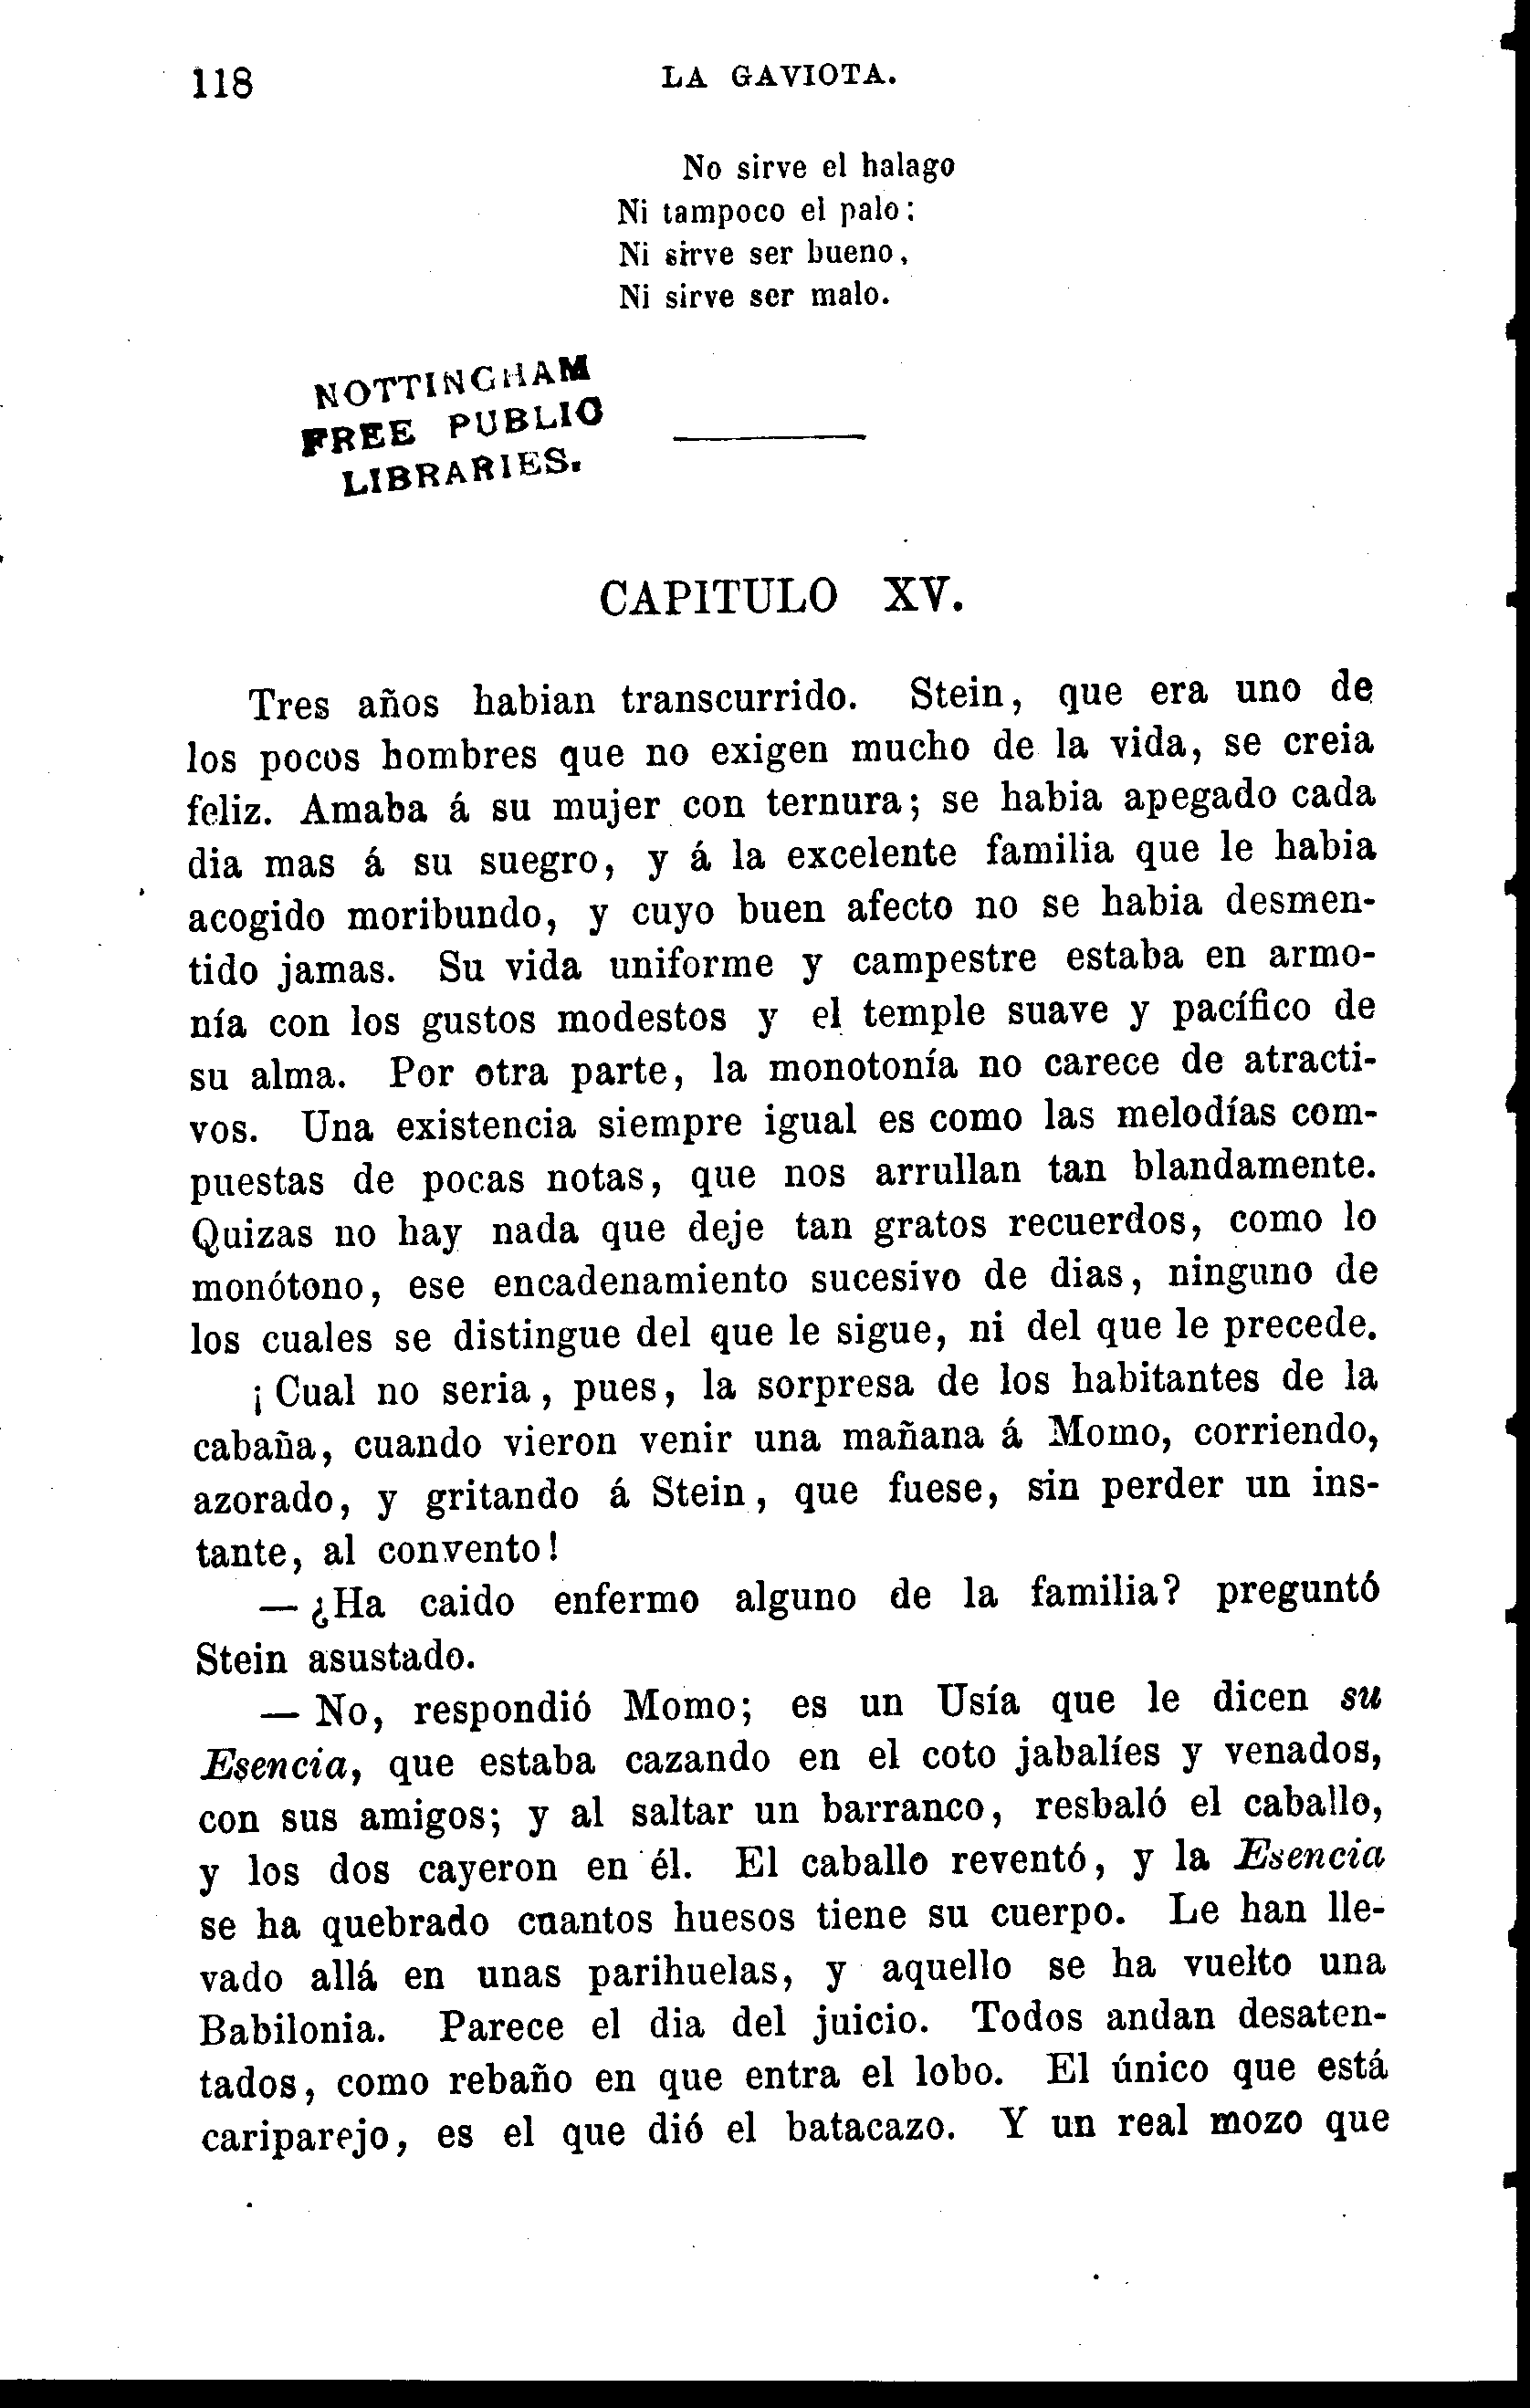 118
LA GAVIOTA.
No sirve el halago
Ni tampoco el palo:
Ni sirve ser bueno,
Ni sirve ser malo.
NOTTINGHAM
FREE PUBLIC
LIBRARIES.
CAPITULO XV.
Tres años habian transcurrido. Stein, que era uno de
los pocos hombres que no exigen mucho de la vida, se creia
feliz. Amaba á su mujer con ternura; se habia apegado cada
dia mas á su suegro, y á la excelente familia que le habia
acogido moribundo, y cuyo buen afecto no se habia desmen-
tido jamas. Su vida uniforme y campestre estaba en armo-
nía con los gustos modestos y el temple suave y pacífico de
su alma. Por otra parte, la monotonía no carece de atracti-
vos. Una existencia siempre igual es como las melodías com-
puestas de pocas notas, que nos arrullan tan blandamente.
Quizas no hay nada que deje tan gratos recuerdos, como lo
monótono, ese encadenamiento sucesivo de dias, ninguno de
los cuales se distingue del que le sigue, ni del que le precede.
¡Cual no seria, pues, la sorpresa de los habitantes de la
cabaña, cuando vieron venir una mañana á Momo, corriendo,
azorado, y gritando á Stein, que fuese, sin perder un ins-
tante, al convento!
— ¿Ha caido enfermo alguno de la familia? preguntó
Stein asustado.
— No, respondió Momo; es un Usía que le dicen su
Esencia, que estaba cazando en el coto jabalíes y venados,
con sus amigos; y al saltar un barranco, resbaló el caballo,
y los dos cayeron en él. El caballo reventó, y la Esencia
se ha quebrado cuantos huesos tiene su cuerpo. Le han lle-
vado allá en unas parihuelas, y aquello se ha vuelto una
Babilonia. Parece el dia del juicio. Todos andan desaten-
tados, como rebaño en que entra el lobo. El único que está
cariparejo, es el que dió el batacazo. Y un real mozo que